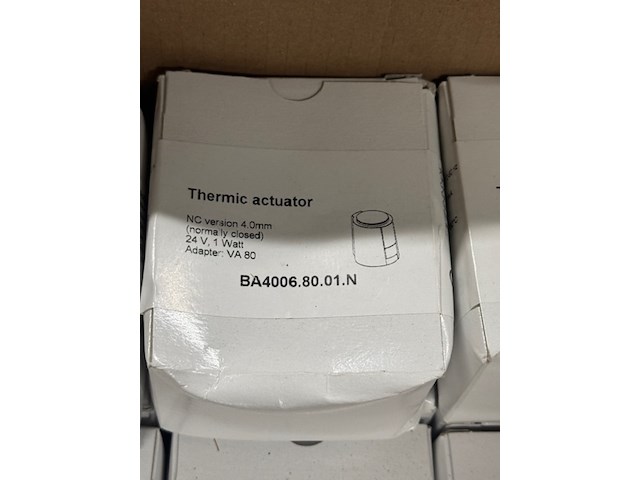 Thermic actuator
NC version 4.0mm
(normally closed)
24 V, 1 Watt
Adapter: VA 80
BA4006.80.01.N